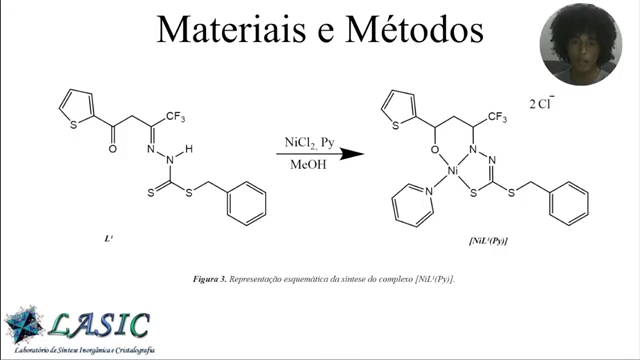 Materiais e Métodos
S
O
CF₃
N
N
H
S
S
L¹
NiCl₂, Py
MeOH
2 Cl⁻
S
O
CF₃
N
N
Ni
N
S
S
[NiL¹(Py)]
Figura 3. Representação esquemática da síntese do complexo [NiL¹(Py)].
LASIC
Laboratório de Síntese Inorgânica e Cristalografia